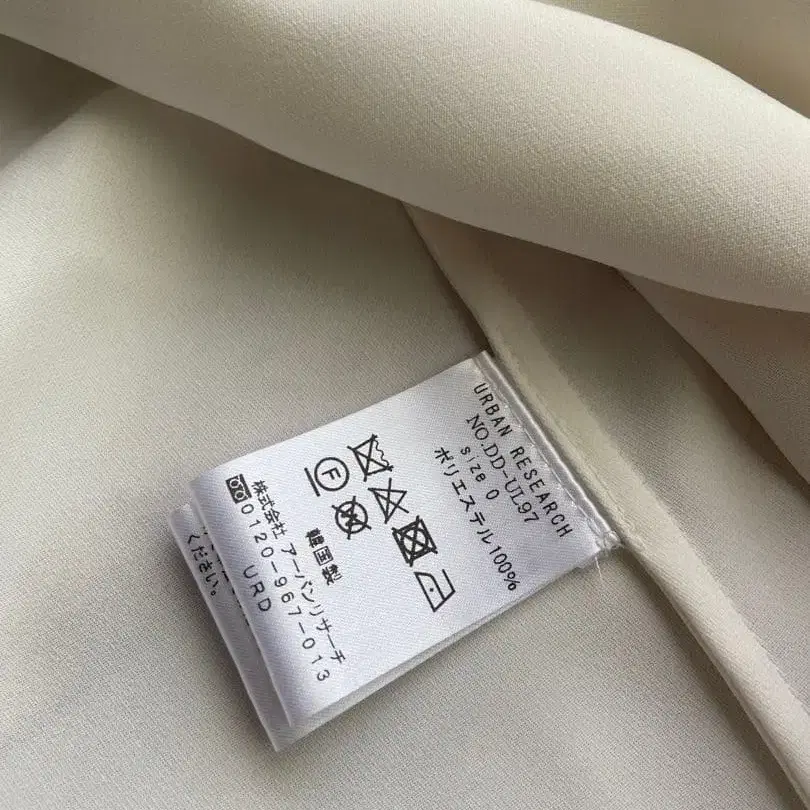 URBAN RESEARCH
NO.DD-UL97
size 0
ポリエステル100%
F
W
韓国製
株式会社 アーバンリサーチ
0120-967-013
URD
ください。